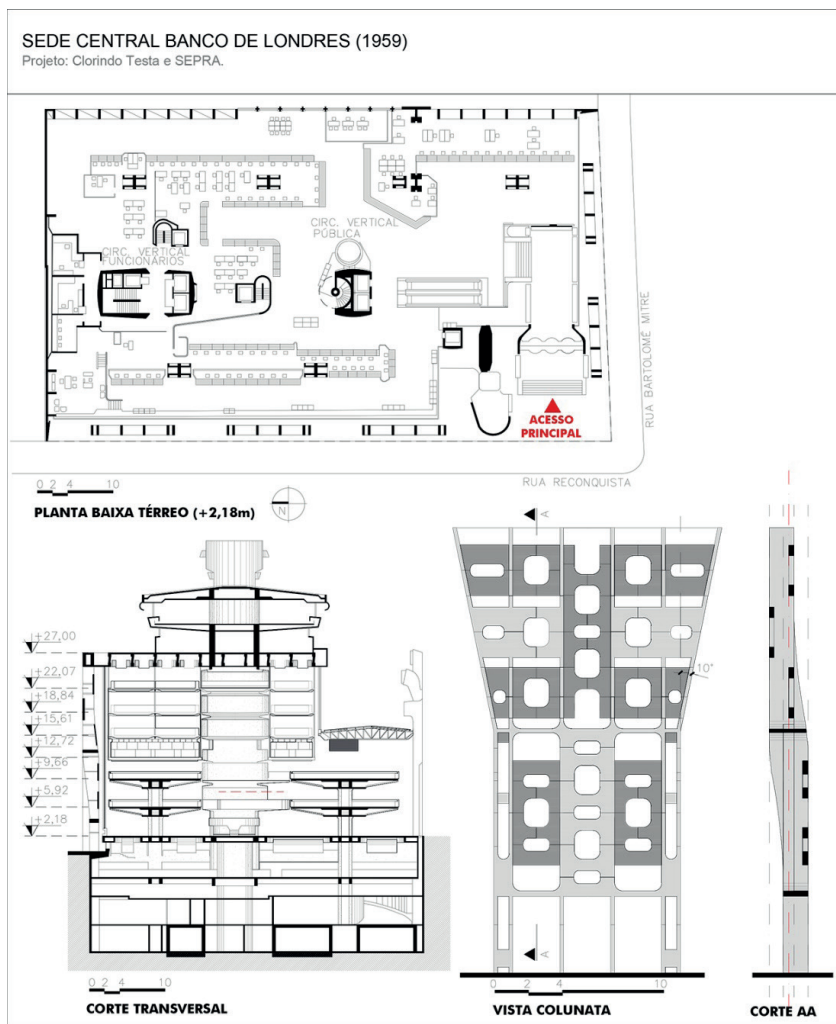 SEDE CENTRAL BANCO DE LONDRES (1959)
Projeto: Clorindo Testa e SEPRA.
CIRC. VERTICAL
PÚBLICA
CIRC. VERTICAL
FUNCIONÁRIOS
RUA BARTOLOMÉ MITRE
ACESSO
PRINCIPAL
RUA RECONQUISTA
0 2 4 10
PLANTA BAIXA TÉRREO (+2,18m)
N
A
+27,00
+22,07
+18,84
+15,61
+12,72
+9,66
+5,92
+2,18
10°
A
0 2 4 10
CORTE TRANSVERSAL
0 2 4 10
VISTA COLUNATA
CORTE AA